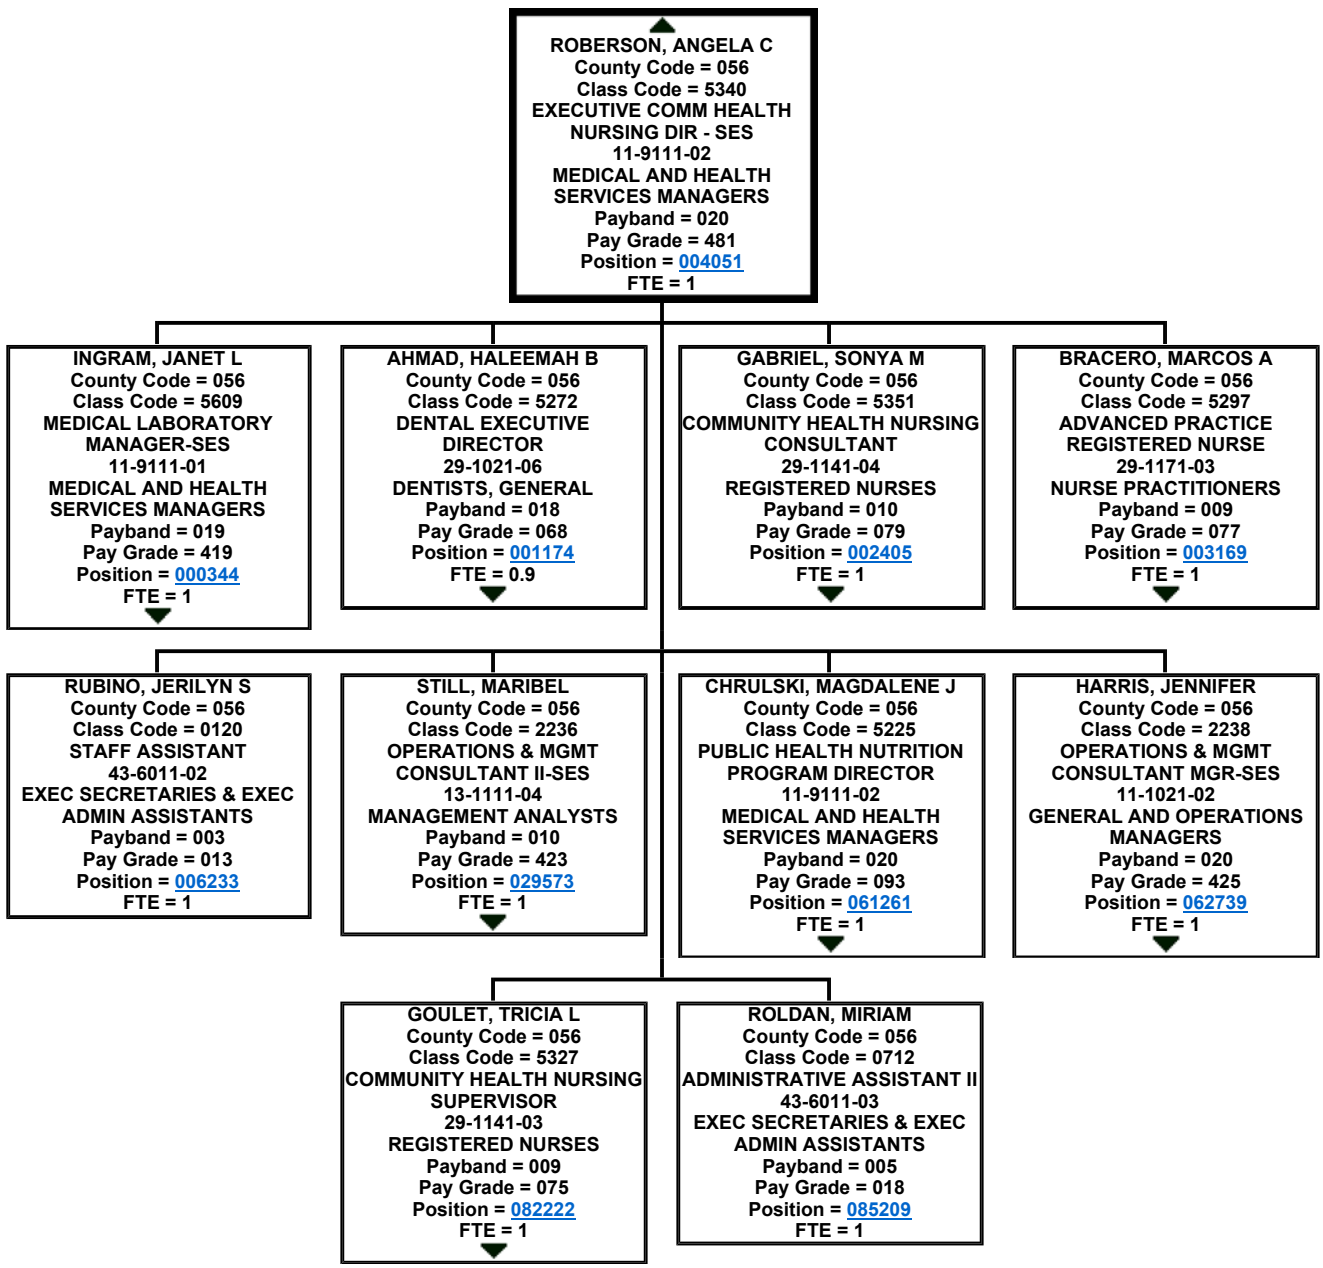 ROBERSON, ANGELA C
County Code = 056
Class Code = 5340
EXECUTIVE COMM HEALTH
NURSING DIR - SES
11-9111-02
MEDICAL AND HEALTH
SERVICES MANAGERS
Payband = 020
Pay Grade = 481
Position = 004051
FTE = 1
INGRAM, JANET L
County Code = 056
Class Code = 5609
MEDICAL LABORATORY
MANAGER-SES
11-9111-01
MEDICAL AND HEALTH
SERVICES MANAGERS
Payband = 019
Pay Grade = 419
Position = 000344
FTE = 1
AHMAD, HALEEMAH B
County Code = 056
Class Code = 5272
DENTAL EXECUTIVE
DIRECTOR
29-1021-06
DENTISTS, GENERAL
Payband = 018
Pay Grade = 068
Position = 001174
FTE = 0.9
GABRIEL, SONYA M
County Code = 056
Class Code = 5351
COMMUNITY HEALTH NURSING
CONSULTANT
29-1141-04
REGISTERED NURSES
Payband = 010
Pay Grade = 079
Position = 002405
FTE = 1
BRACERO, MARCOS A
County Code = 056
Class Code = 5297
ADVANCED PRACTICE
REGISTERED NURSE
29-1171-03
NURSE PRACTITIONERS
Payband = 009
Pay Grade = 077
Position = 003169
FTE = 1
RUBINO, JERILYN S
County Code = 056
Class Code = 0120
STAFF ASSISTANT
43-6011-02
EXEC SECRETARIES & EXEC
ADMIN ASSISTANTS
Payband = 003
Pay Grade = 013
Position = 006233
FTE = 1
STILL, MARIBEL
County Code = 056
Class Code = 2236
OPERATIONS & MGMT
CONSULTANT II-SES
13-1111-04
MANAGEMENT ANALYSTS
Payband = 010
Pay Grade = 423
Position = 029573
FTE = 1
CHRULSKI, MAGDALENE J
County Code = 056
Class Code = 5225
PUBLIC HEALTH NUTRITION
PROGRAM DIRECTOR
11-9111-02
MEDICAL AND HEALTH
SERVICES MANAGERS
Payband = 020
Pay Grade = 093
Position = 061261
FTE = 1
HARRIS, JENNIFER
County Code = 056
Class Code = 2238
OPERATIONS & MGMT
CONSULTANT MGR-SES
11-1021-02
GENERAL AND OPERATIONS
MANAGERS
Payband = 020
Pay Grade = 425
Position = 062739
FTE = 1
GOULET, TRICIA L
County Code = 056
Class Code = 5327
COMMUNITY HEALTH NURSING
SUPERVISOR
29-1141-03
REGISTERED NURSES
Payband = 009
Pay Grade = 075
Position = 082222
FTE = 1
ROLDAN, MIRIAM
County Code = 056
Class Code = 0712
ADMINISTRATIVE ASSISTANT II
43-6011-03
EXEC SECRETARIES & EXEC
ADMIN ASSISTANTS
Payband = 005
Pay Grade = 018
Position = 085209
FTE = 1